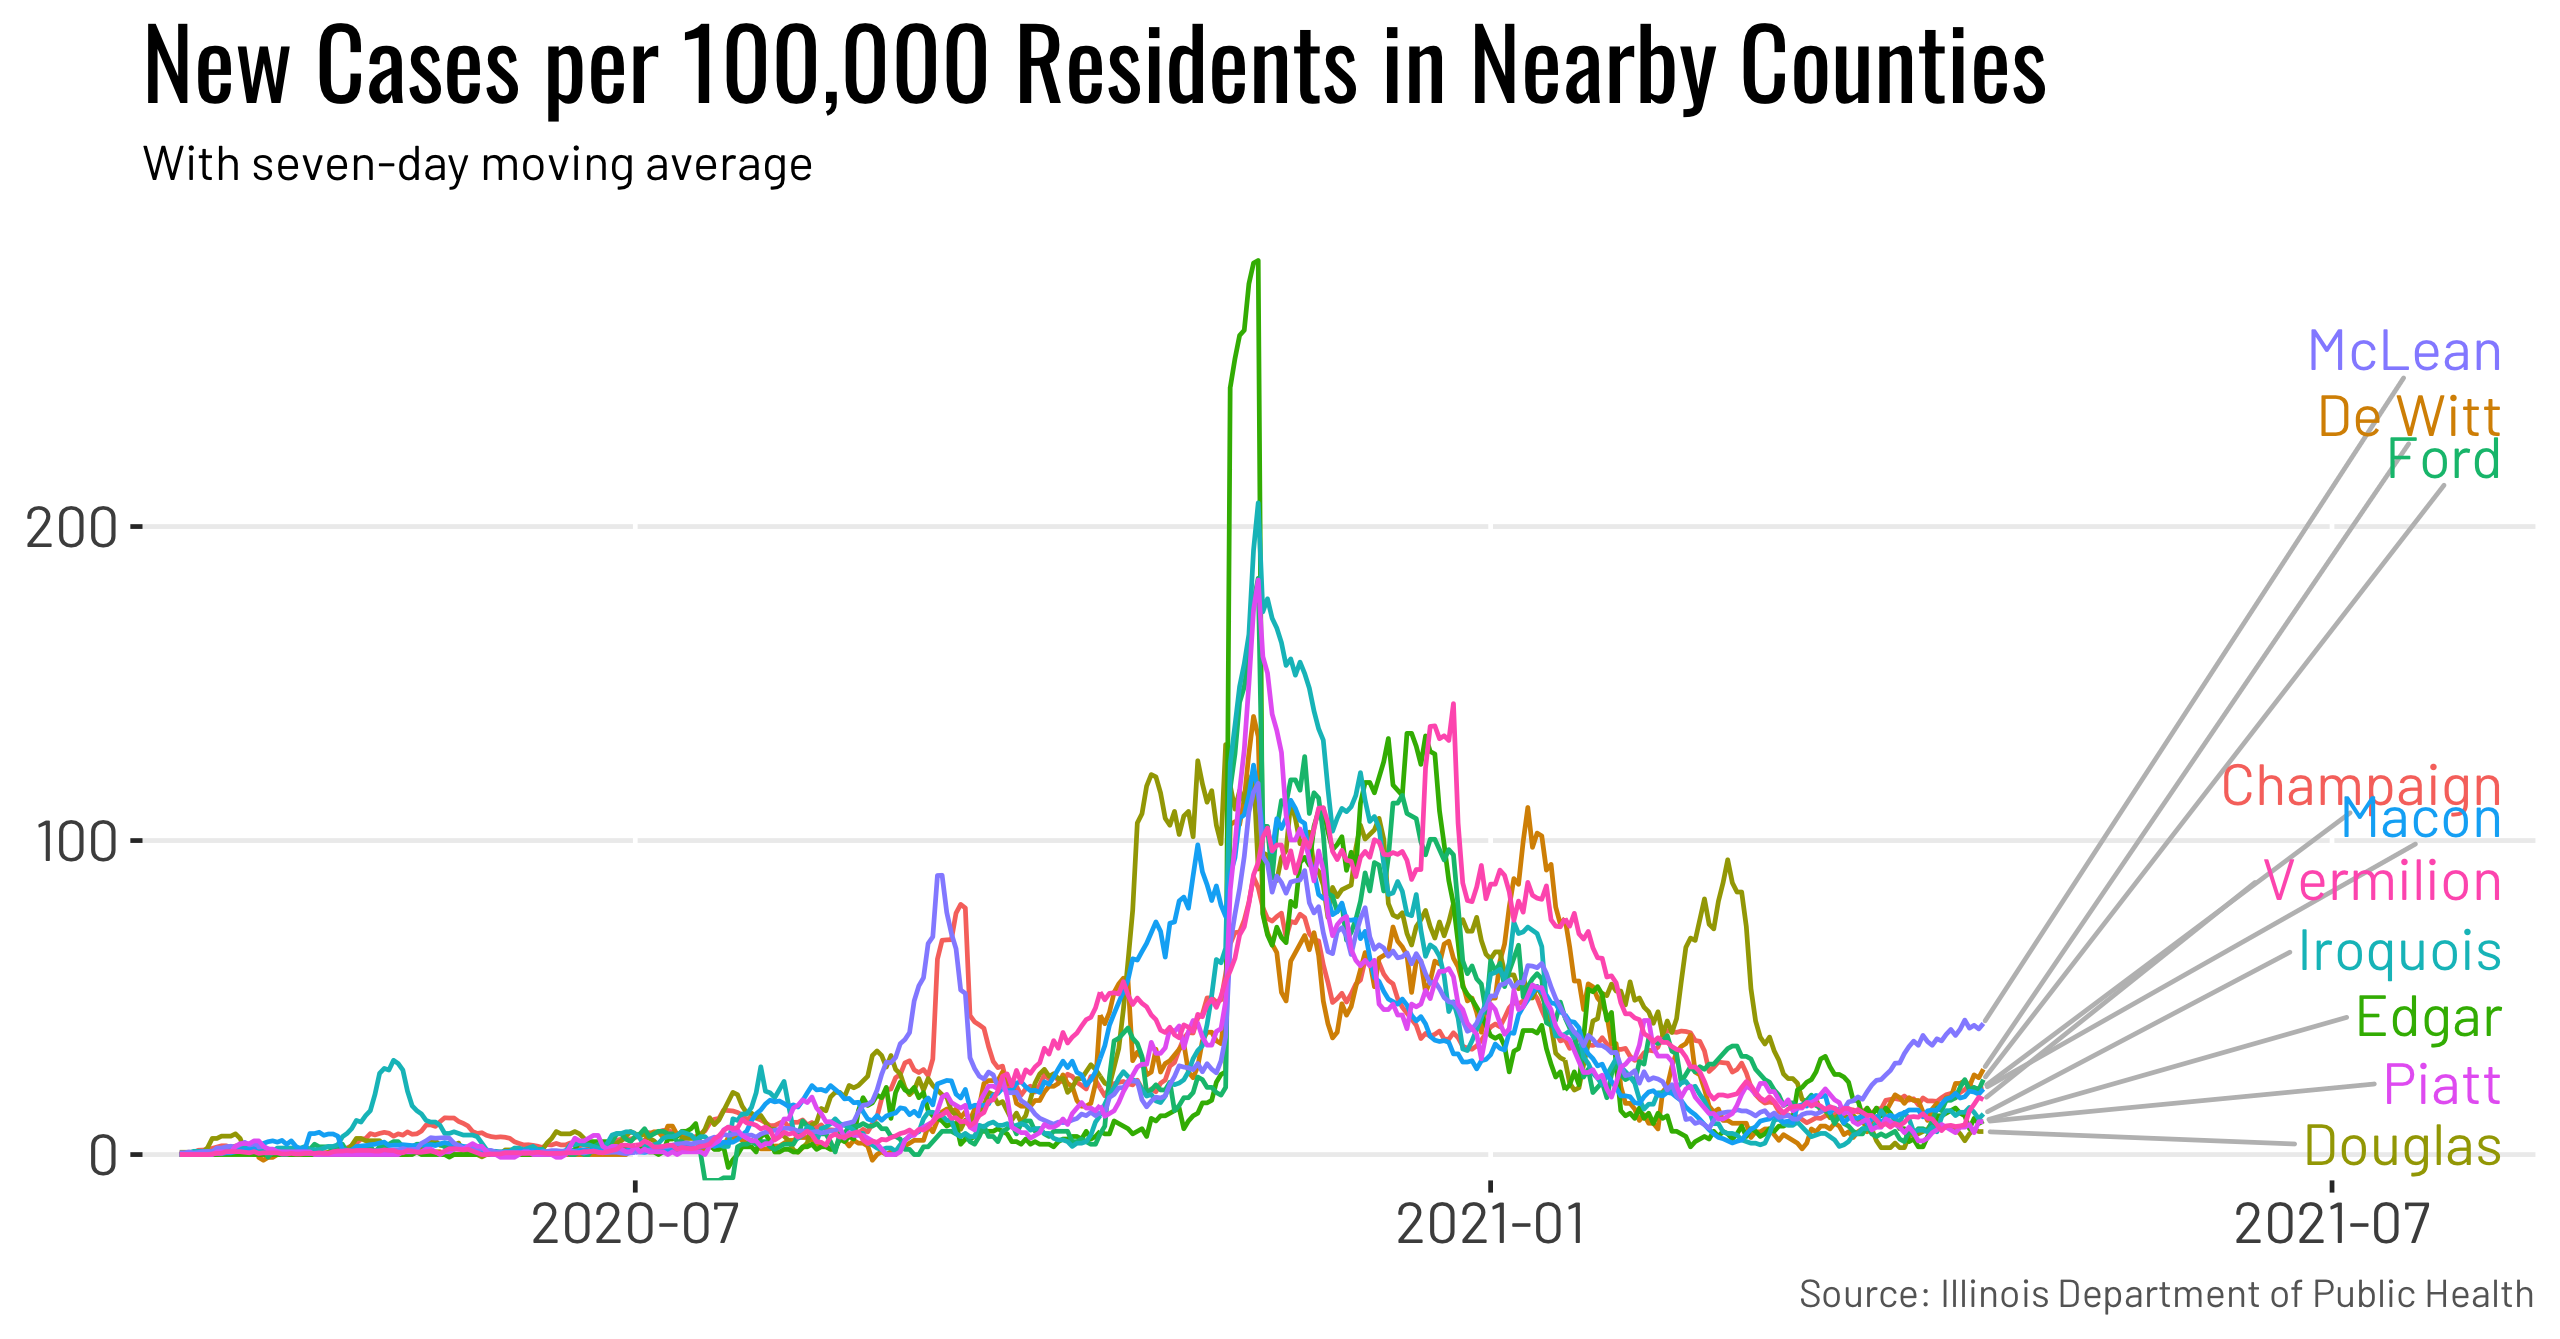 New Cases per 100,000 Residents in Nearby Counties
With seven-day moving average
McLean
De Witt
Ford
200
Champaign
Macon
100
Vermilion
Iroquois
Edgar
Piatt
Douglas
0
2020-07
2021-01
2021-07
Source: Illinois Department of Public Health